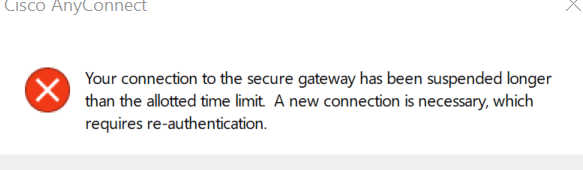 Cisco AnyConnect
Your connection to the secure gateway has been suspended longer
than the allotted time limit.  A new connection is necessary, which
requires re-authentication.